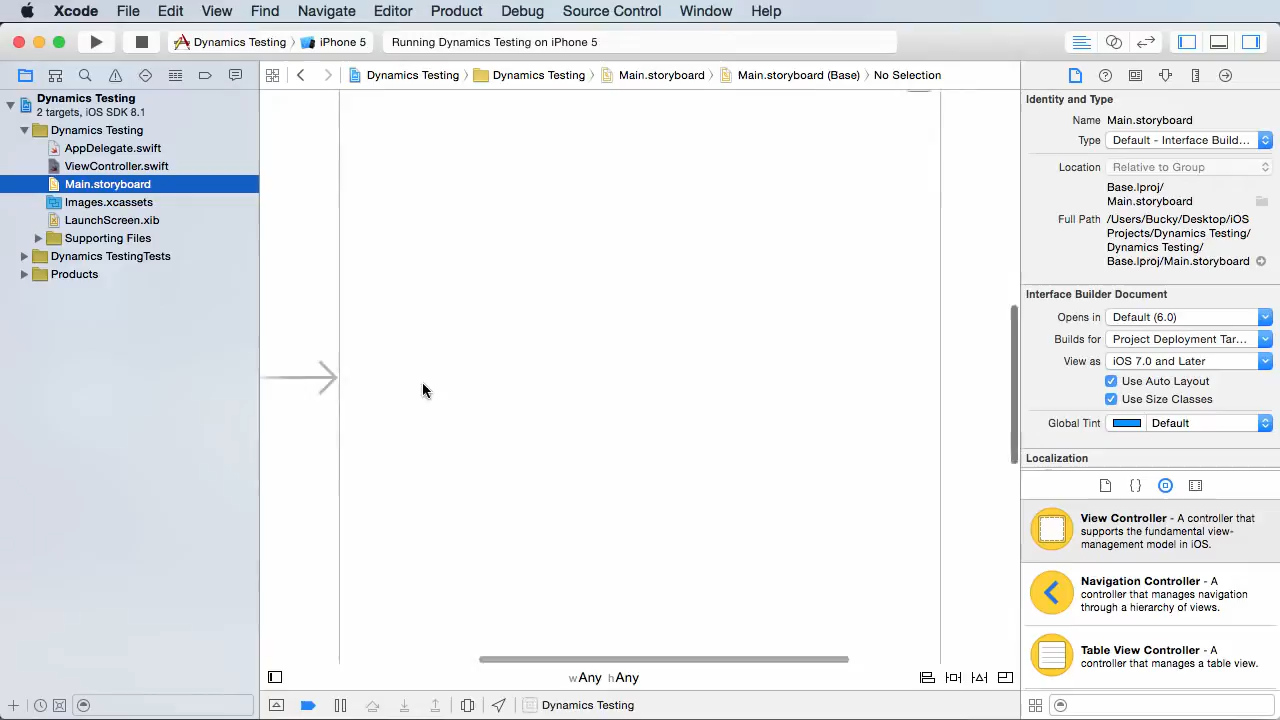 Xcode File Edit View Find Navigate Editor Product Debug Source Control Window Help
Dynamics Testing iPhone 5 Running Dynamics Testing on iPhone 5
Dynamics Testing Dynamics Testing Main.storyboard Main.storyboard (Base) No Selection
Dynamics Testing
2 targets, iOS SDK 8.1
Dynamics Testing
AppDelegate.swift
ViewController.swift
Main.storyboard
Images.xcassets
LaunchScreen.xib
Supporting Files
Dynamics TestingTests
Products
wAny hAny
Dynamics Testing
Identity and Type
Name Main.storyboard
Type Default - Interface Build...
Location Relative to Group
Base.lproj/
Main.storyboard
Full Path /Users/Bucky/Desktop/iOS
Projects/Dynamics Testing/
Dynamics Testing/
Base.lproj/Main.storyboard
Interface Builder Document
Opens in Default (6.0)
Builds for Project Deployment Tar...
View as iOS 7.0 and Later
Use Auto Layout
Use Size Classes
Global Tint Default
Localization
View Controller - A controller that
supports the fundamental view-
management model in iOS.
Navigation Controller - A
controller that manages navigation
through a hierarchy of views.
Table View Controller - A
controller that manages a table view.